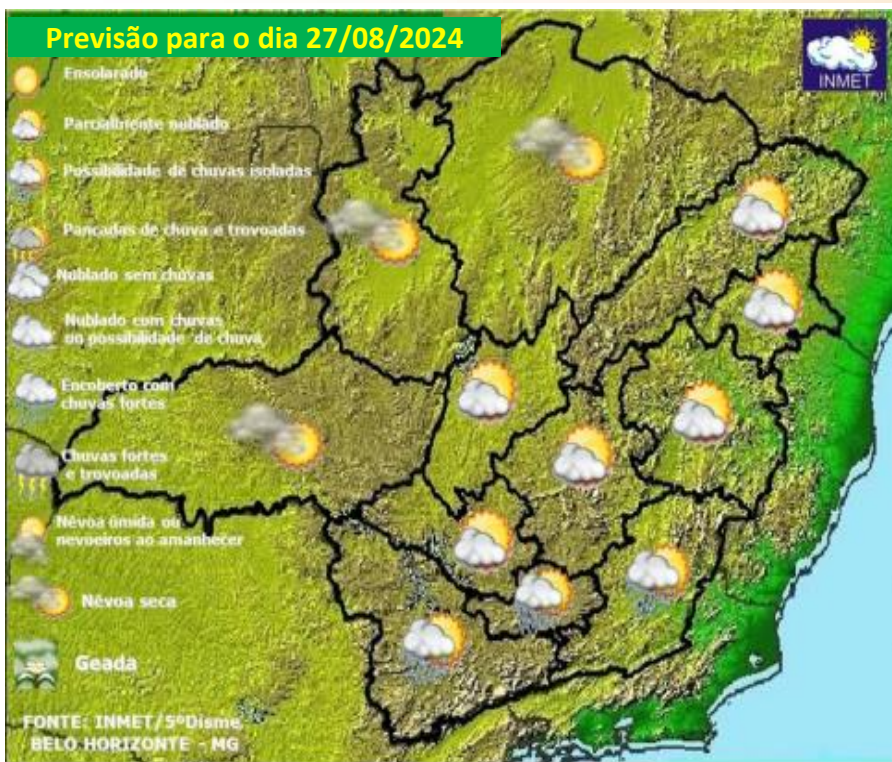 Previsão para o dia 27/08/2024
INMET
Ensolarado
Parcialmente nublado
Possibilidade de chuvas isoladas
Pancadas de chuva e trovoadas
Nublado sem chuvas
Nublado com chuvas
ou possibilidade de chuva
Encoberto com
chuvas fortes
Chuvas fortes
e trovoadas
Névoa úmida ou
nevoeiros ao amanhecer
Névoa seca
Geada
FONTE: INMET/5ºDisme
BELO HORIZONTE - MG